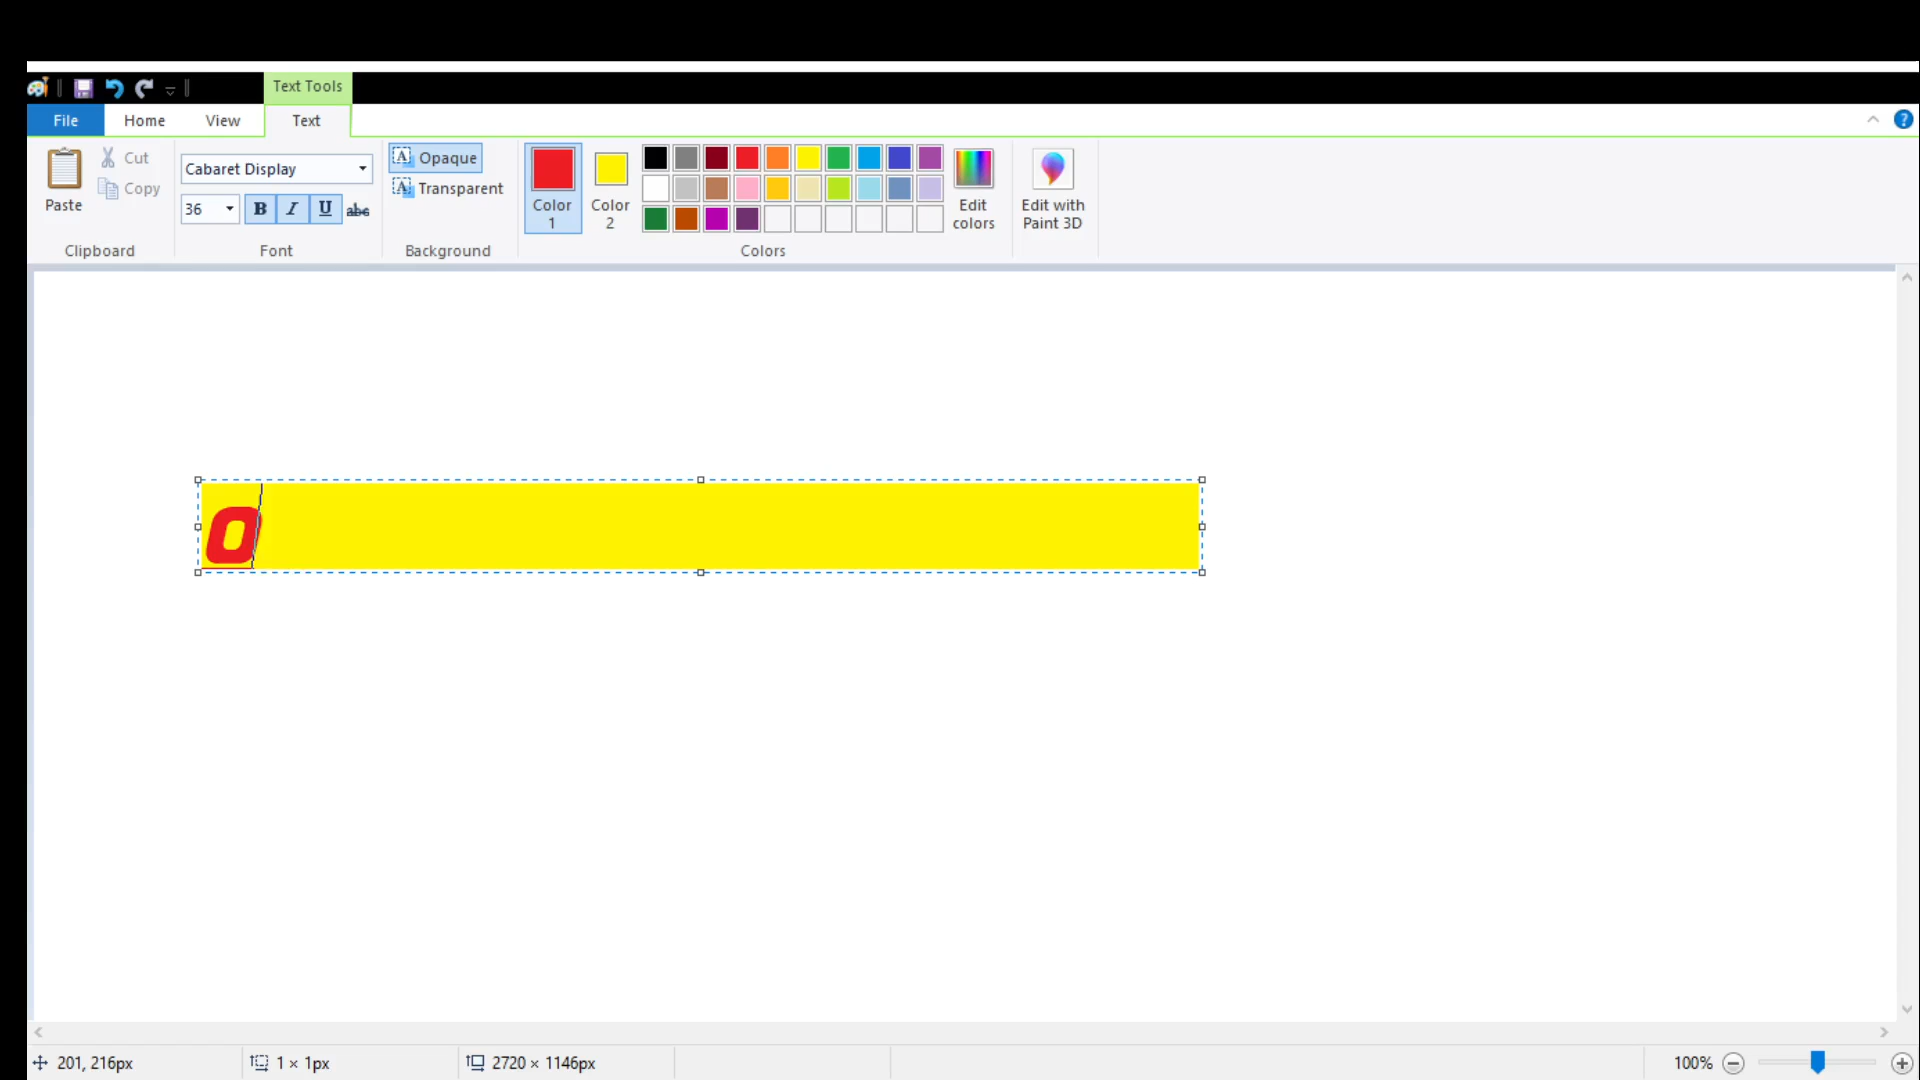 Text Tools
File Home View Text
Paste Cut Copy Clipboard
Cabaret Display
36 B I U abc
Font
Opaque
Transparent
Background
Color 1
Color 2
Edit colors
Colors
Edit with Paint 3D
O
201, 216px 1 × 1px 2720 × 1146px 100%